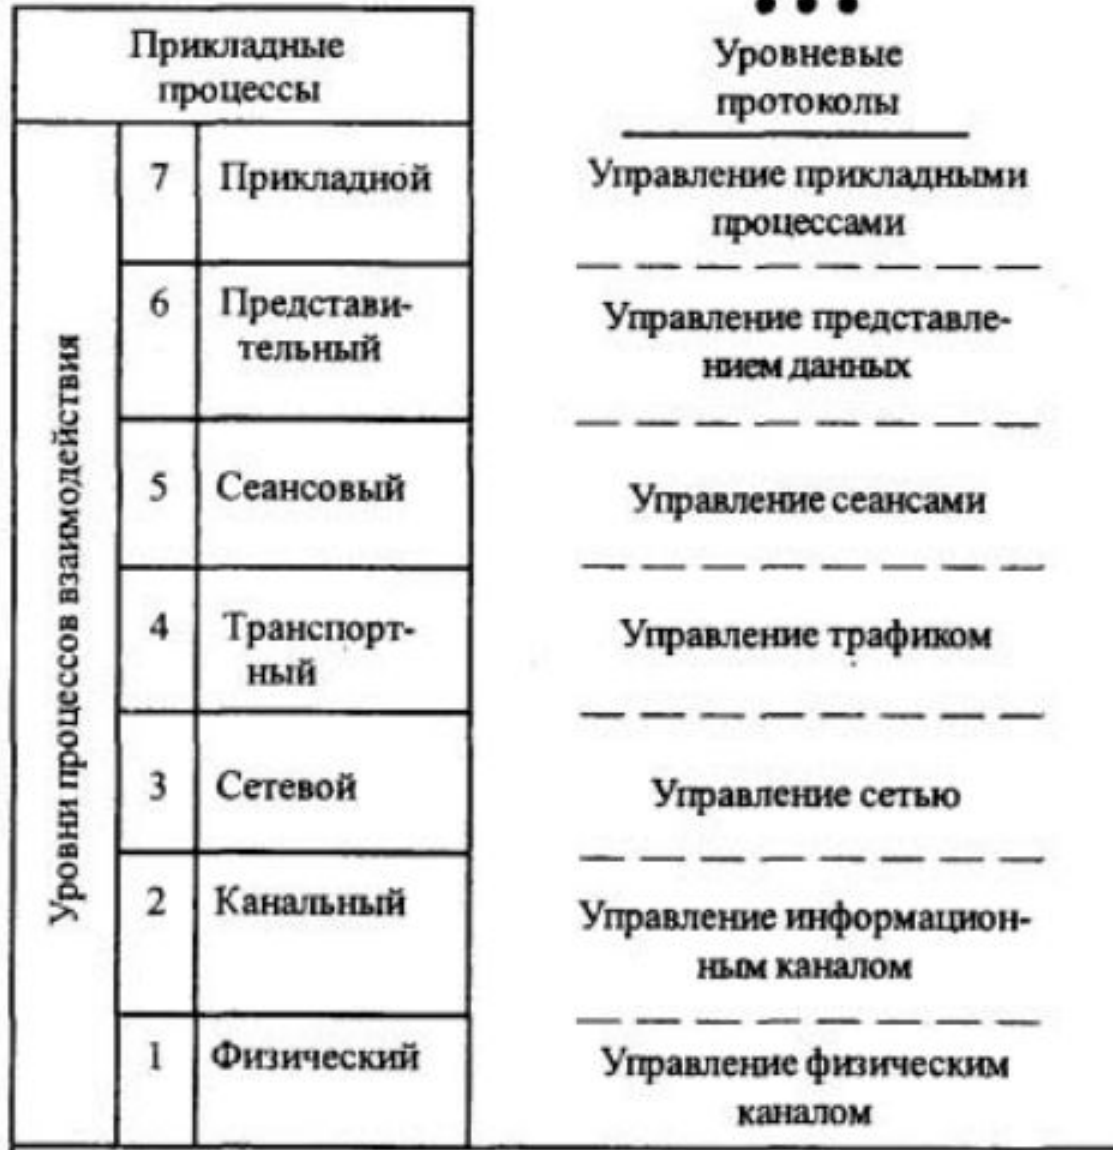 Прикладные
процессы
Уровневые
протоколы
Уровни процессов взаимодействия
7 Прикладной
Управление прикладными
процессами
6 Представи-
тельный
Управление представле-
нием данных
5 Сеансовый
Управление сеансами
4 Транспорт-
ный
Управление трафиком
3 Сетевой
Управление сетью
2 Канальный
Управление информацион-
ным каналом
1 Физический
Управление физическим
каналом